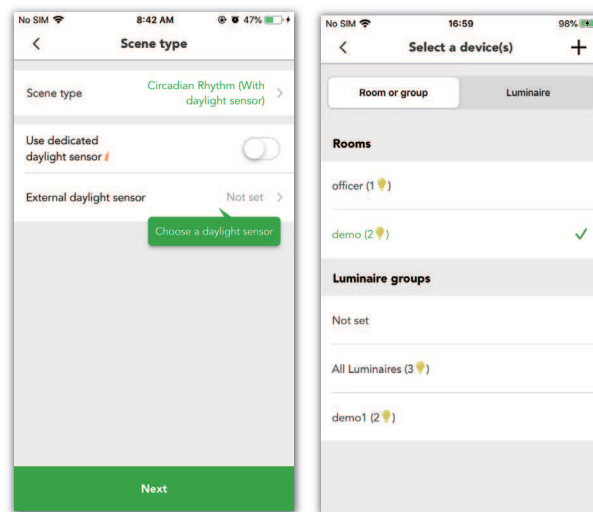 No SIM 8:42 AM 47%
Scene type
Scene type Circadian Rhythm (With
daylight sensor)
Use dedicated
daylight sensor i
External daylight sensor Not set
Choose a daylight sensor
Next
No SIM 16:59 98%
Select a device(s) +
Room or group Luminaire
Rooms
officer (1)
demo (2)
Luminaire groups
Not set
All Luminaires (3)
demo1 (2)